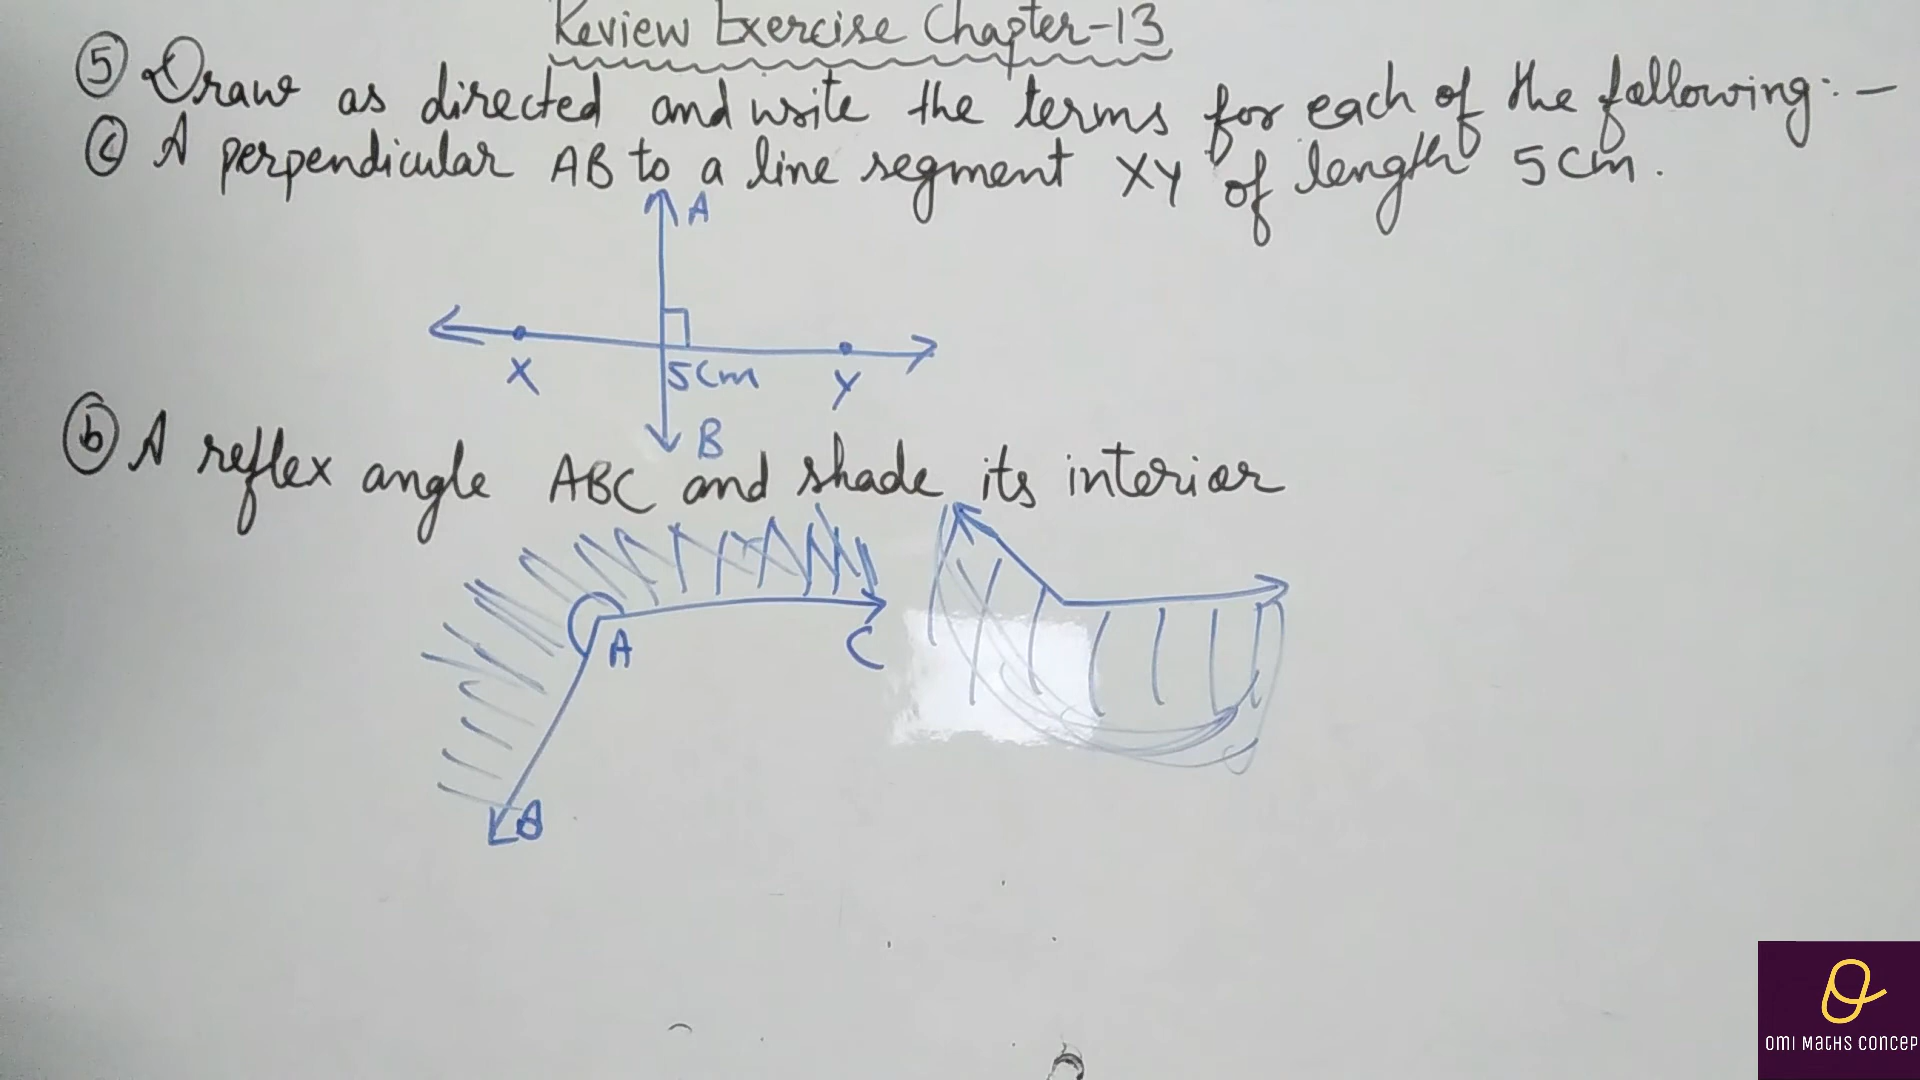 Review Exercise Chapter-13
⑤ Draw as directed and write the terms for each of the following:-
ⓒ A perpendicular AB to a line segment XY of length 5cm.
A
X 5cm Y
B
ⓑ A reflex angle ABC and shade its interior
A C
B
OMI MATHS CONCEP